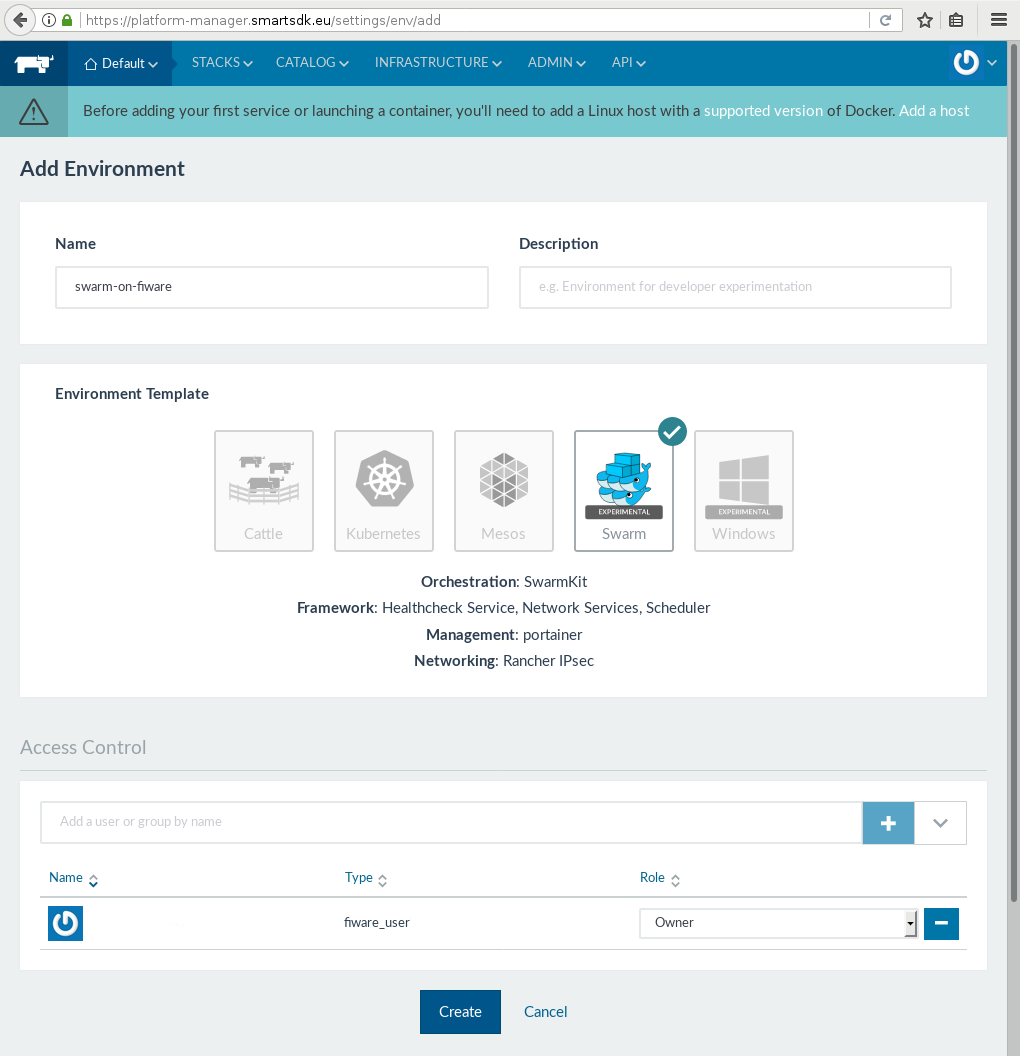 https://platform-manager.smartsdk.eu/settings/env/add
Default STACKS CATALOG INFRASTRUCTURE ADMIN API
Before adding your first service or launching a container, you'll need to add a Linux host with a supported version of Docker. Add a host
Add Environment
Name Description
swarm-on-fiware e.g. Environment for developer experimentation
Environment Template
EXPERIMENTAL EXPERIMENTAL
Cattle Kubernetes Mesos Swarm Windows
Orchestration: SwarmKit
Framework: Healthcheck Service, Network Services, Scheduler
Management: portainer
Networking: Rancher IPsec
Access Control
Add a user or group by name
Name Type Role
fiware_user Owner
Create Cancel